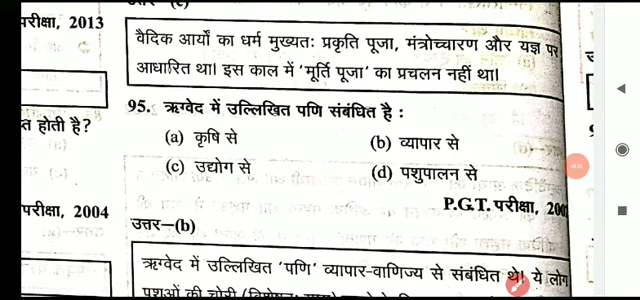 परीक्षा, 2013
वैदिक आर्यों का धर्म मुख्यतः प्रकृति पूजा, मंत्रोच्चारण और यज्ञ पर
आधारित था। इस काल में 'मूर्ति पूजा' का प्रचलन नहीं था।
95. ऋग्वेद में उल्लिखित पणि संबंधित है :
त होती है?
(a) कृषि से (b) व्यापार से
(c) उद्योग से (d) पशुपालन से
P.G.T. परीक्षा,
परीक्षा, 2004
उत्तर—(b)
ऋग्वेद में उल्लिखित 'पणि' व्यापार-वाणिज्य से संबंधित थे। ये लोग
पशुओं की चोरी